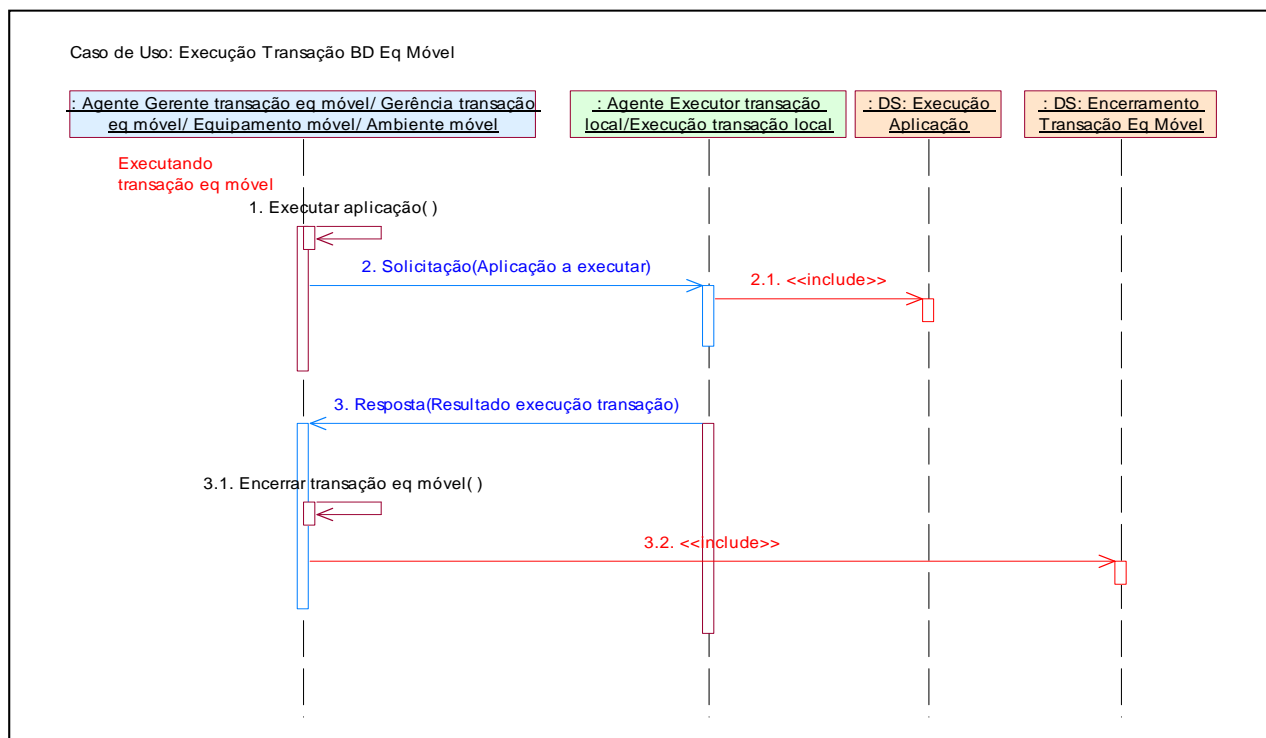 Caso de Uso: Execução Transação BD Eq Móvel
: Agente Gerente transação eq móvel/ Gerência transação
eq móvel/ Equipamento móvel/ Ambiente móvel
: Agente Executor transação
local/Execução transação local
: DS: Execução
Aplicação
: DS: Encerramento
Transação Eq Móvel
Executando
transação eq móvel
1. Executar aplicação( )
2. Solicitação(Aplicação a executar)
2.1. <<include>>
3. Resposta(Resultado execução transação)
3.1. Encerrar transação eq móvel( )
3.2. <<include>>